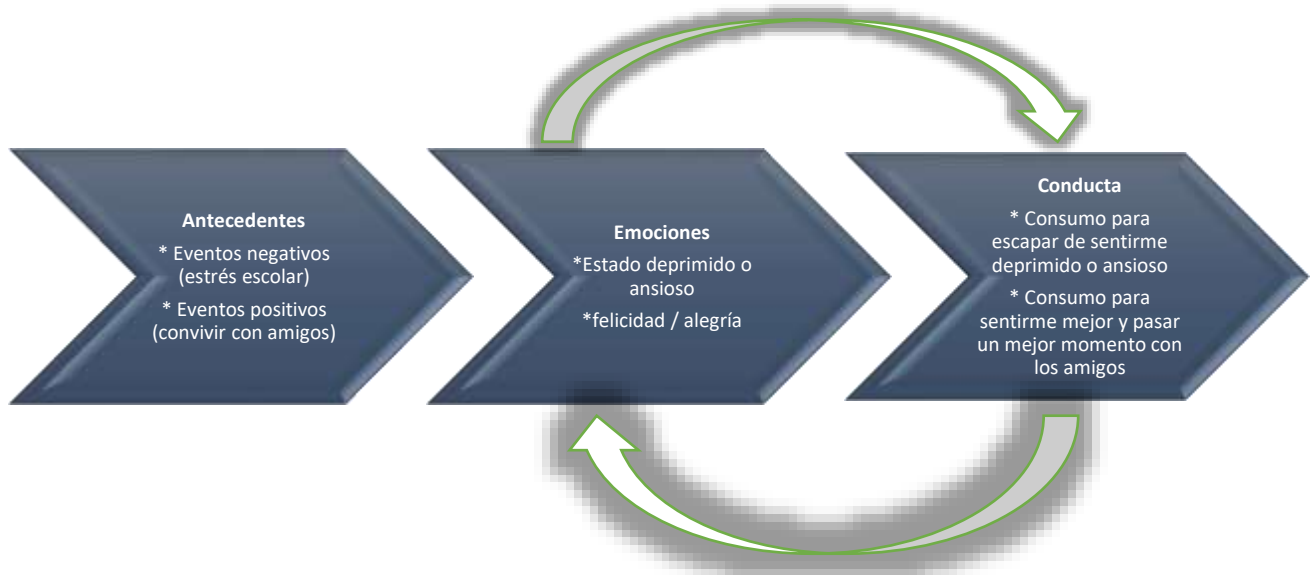 Antecedentes
* Eventos negativos
(estrés escolar)
* Eventos positivos
(convivir con amigos)
Emociones
*Estado deprimido o
ansioso
*felicidad / alegría
Conducta
* Consumo para
escapar de sentirme
deprimido o ansioso
* Consumo para
sentirme mejor y pasar
un mejor momento con
los amigos